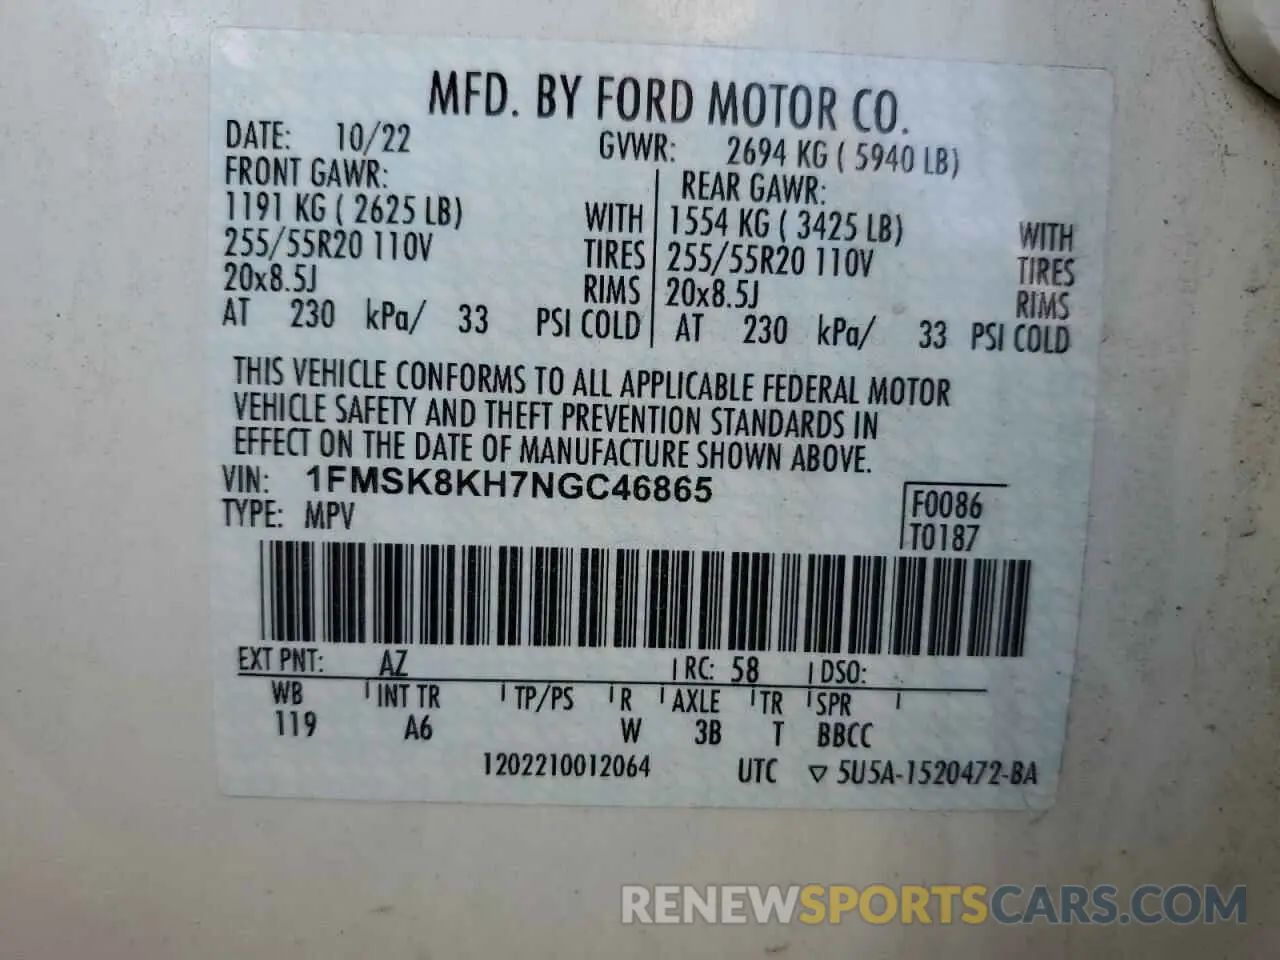 MFD. BY FORD MOTOR CO.
DATE: 10/22 GVWR: 2694 KG ( 5940 LB)
FRONT GAWR: REAR GAWR:
1191 KG ( 2625 LB) WITH 1554 KG ( 3425 LB) WITH
255/55R20 110V TIRES 255/55R20 110V TIRES
20x8.5J RIMS 20x8.5J RIMS
AT 230 kPa/ 33 PSI COLD AT 230 kPa/ 33 PSI COLD
THIS VEHICLE CONFORMS TO ALL APPLICABLE FEDERAL MOTOR
VEHICLE SAFETY AND THEFT PREVENTION STANDARDS IN
EFFECT ON THE DATE OF MANUFACTURE SHOWN ABOVE.
VIN: 1FMSK8KH7NGC46865
TYPE: MPV
F0086
T0187
EXT PNT: AZ RC: 58 DSO:
WB INT TR TP/PS R AXLE TR SPR
119 A6 W 3B T BBCC
1202210012064 UTC ▽ 5U5A-1520472-BA
RENEWSPORTSCARS.COM